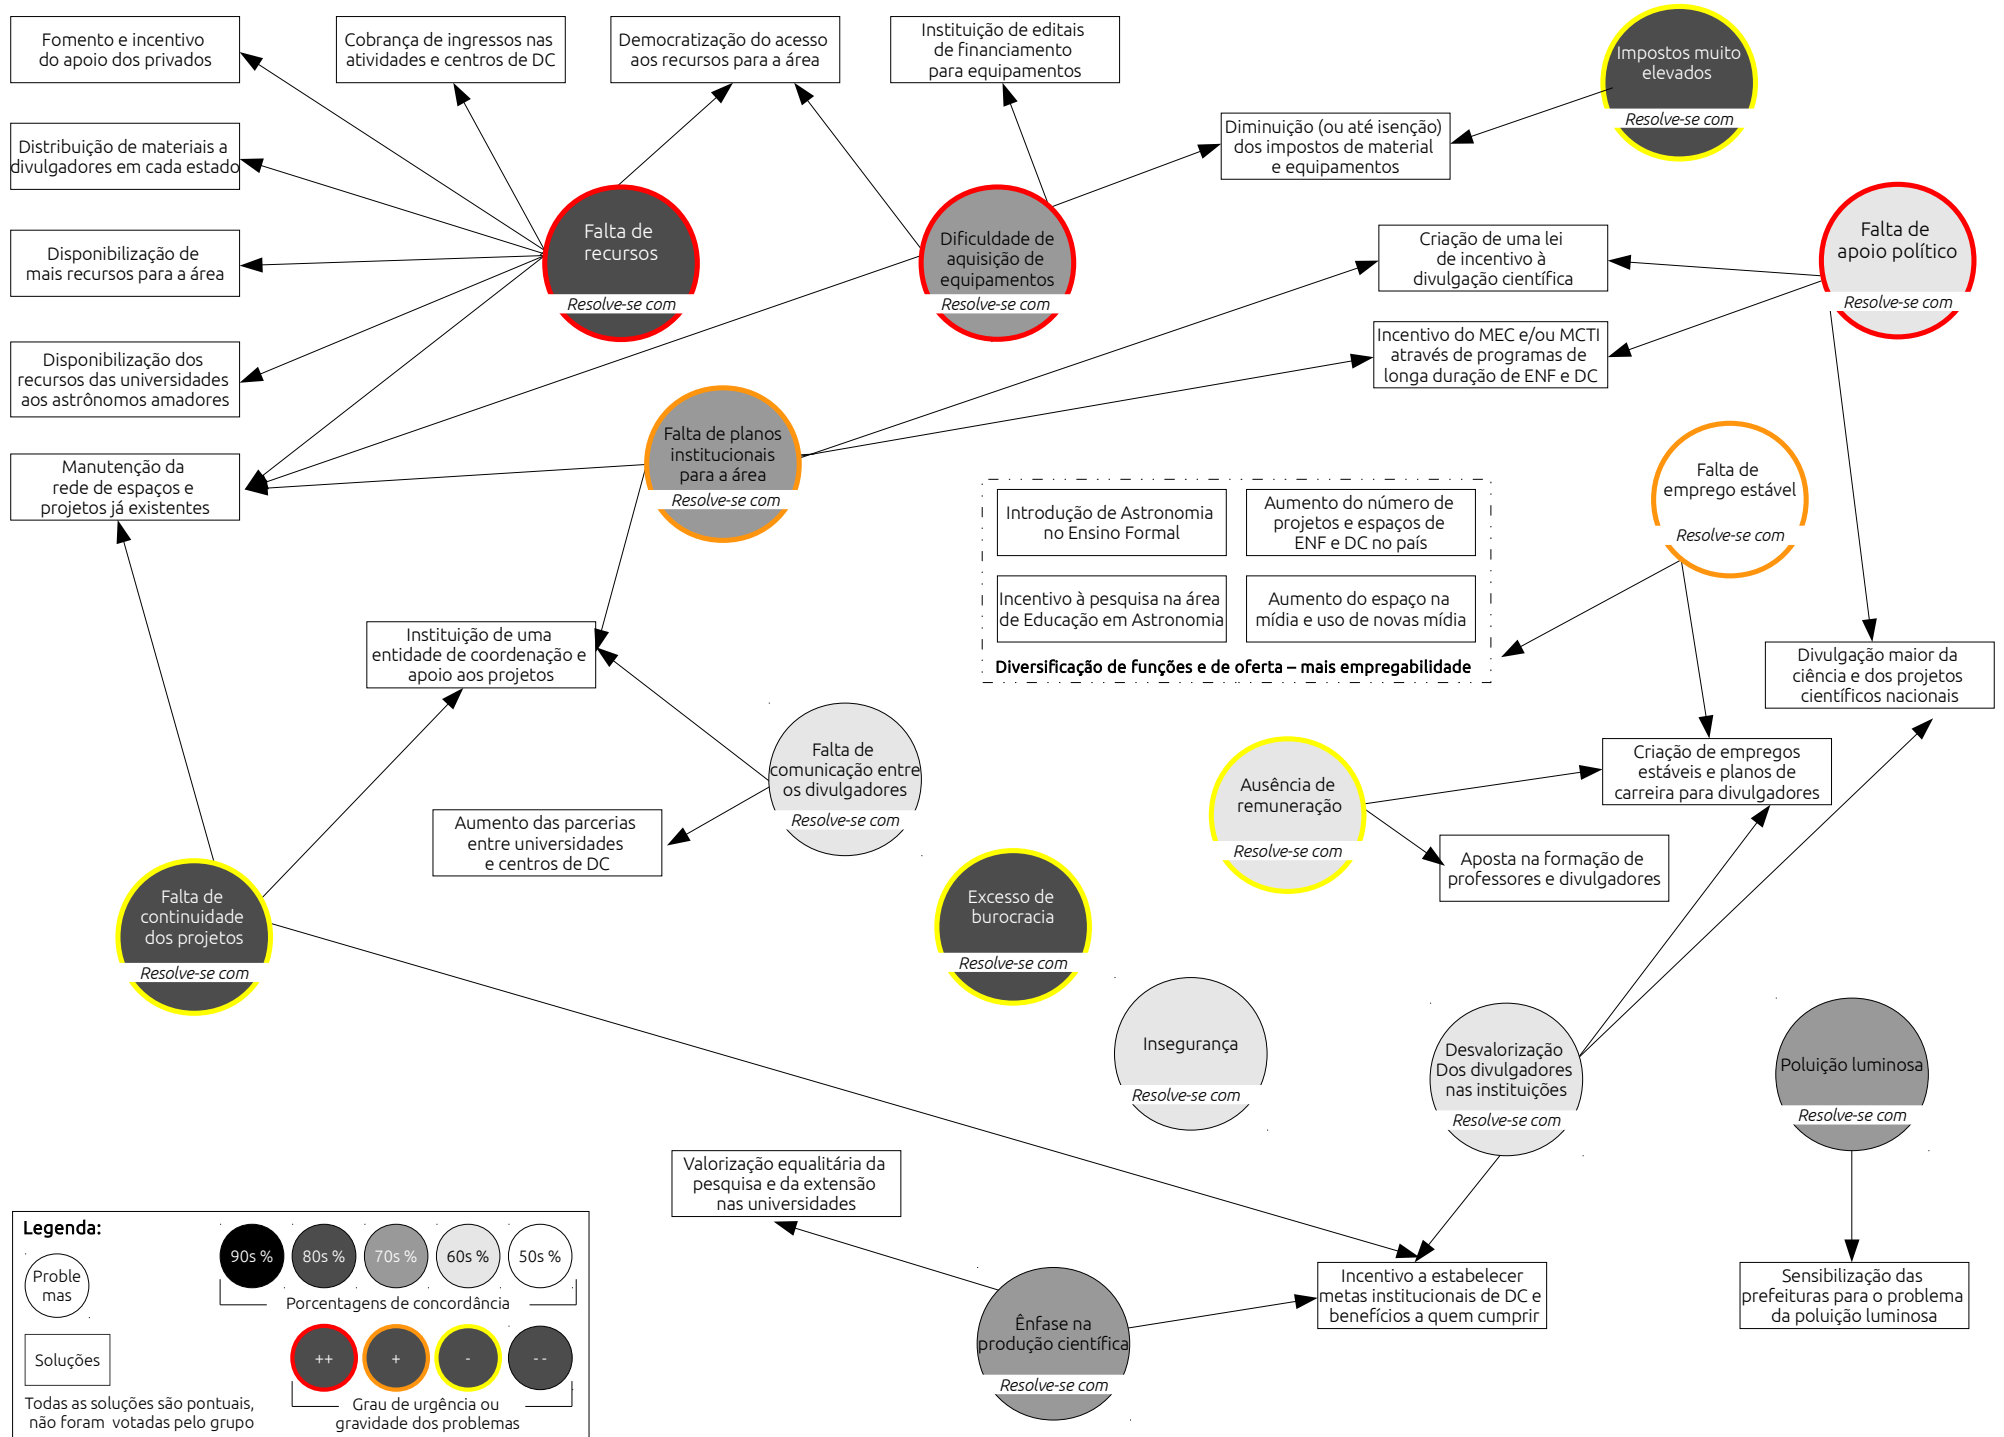 Fomento e incentivo
do apoio dos privados
Cobrança de ingressos nas
atividades e centros de DC
Democratização do acesso
aos recursos para a área
Instituição de editais
de financiamento
para equipamentos
Impostos muito
elevados
Resolve-se com
Distribuição de materiais a
divulgadores em cada estado
Diminuição (ou até isenção)
dos impostos de material
e equipamentos
Disponibilização de
mais recursos para a área
Falta de
recursos
Resolve-se com
Dificuldade de
aquisição de
equipamentos
Resolve-se com
Criação de uma lei
de incentivo à
divulgação científica
Falta de
apoio político
Resolve-se com
Disponibilização dos
recursos das universidades
aos astrônomos amadores
Incentivo do MEC e/ou MCTI
através de programas de
longa duração de ENF e DC
Manutenção da
rede de espaços e
projetos já existentes
Falta de planos
institucionais
para a área
Resolve-se com
Falta de
emprego estável
Resolve-se com
Introdução de Astronomia
no Ensino Formal
Aumento do número de
projetos e espaços de
ENF e DC no país
Incentivo à pesquisa na área
de Educação em Astronomia
Aumento do espaço na
mídia e uso de novas mídia
Diversificação de funções e de oferta – mais empregabilidade
Instituição de uma
entidade de coordenação e
apoio aos projetos
Divulgação maior da
ciência e dos projetos
científicos nacionais
Falta de
comunicação entre
os divulgadores
Resolve-se com
Criação de empregos
estáveis e planos de
carreira para divulgadores
Ausência de
remuneração
Resolve-se com
Aumento das parcerias
entre universidades
e centros de DC
Aposta na formação de
professores e divulgadores
Falta de
continuidade
dos projetos
Resolve-se com
Excesso de
burocracia
Resolve-se com
Insegurança
Resolve-se com
Desvalorização
Dos divulgadores
nas instituições
Resolve-se com
Poluição luminosa
Resolve-se com
Valorização equalitária da
pesquisa e da extensão
nas universidades
Ênfase na
produção científica
Resolve-se com
Incentivo a estabelecer
metas institucionais de DC e
benefícios a quem cumprir
Sensibilização das
prefeituras para o problema
da poluição luminosa
Legenda:
Proble
mas
90s %
80s %
70s %
60s %
50s %
Porcentagens de concordância
Soluções
++
+
-
- -
Grau de urgência ou
gravidade dos problemas
Todas as soluções são pontuais,
não foram votadas pelo grupo